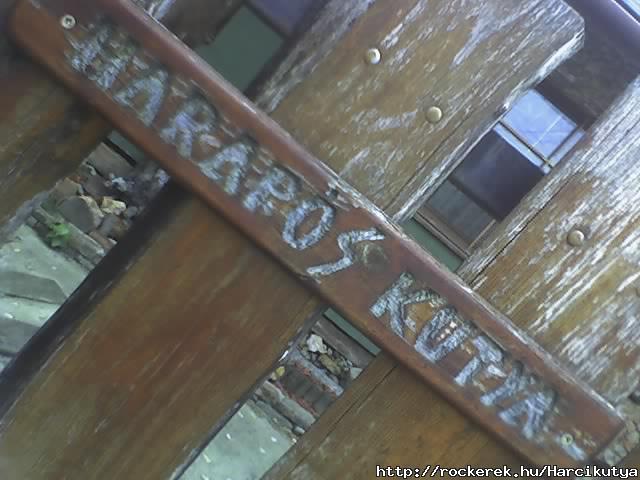 HARAPOS KUTYA
http://rockerek.hu/Harcikutya